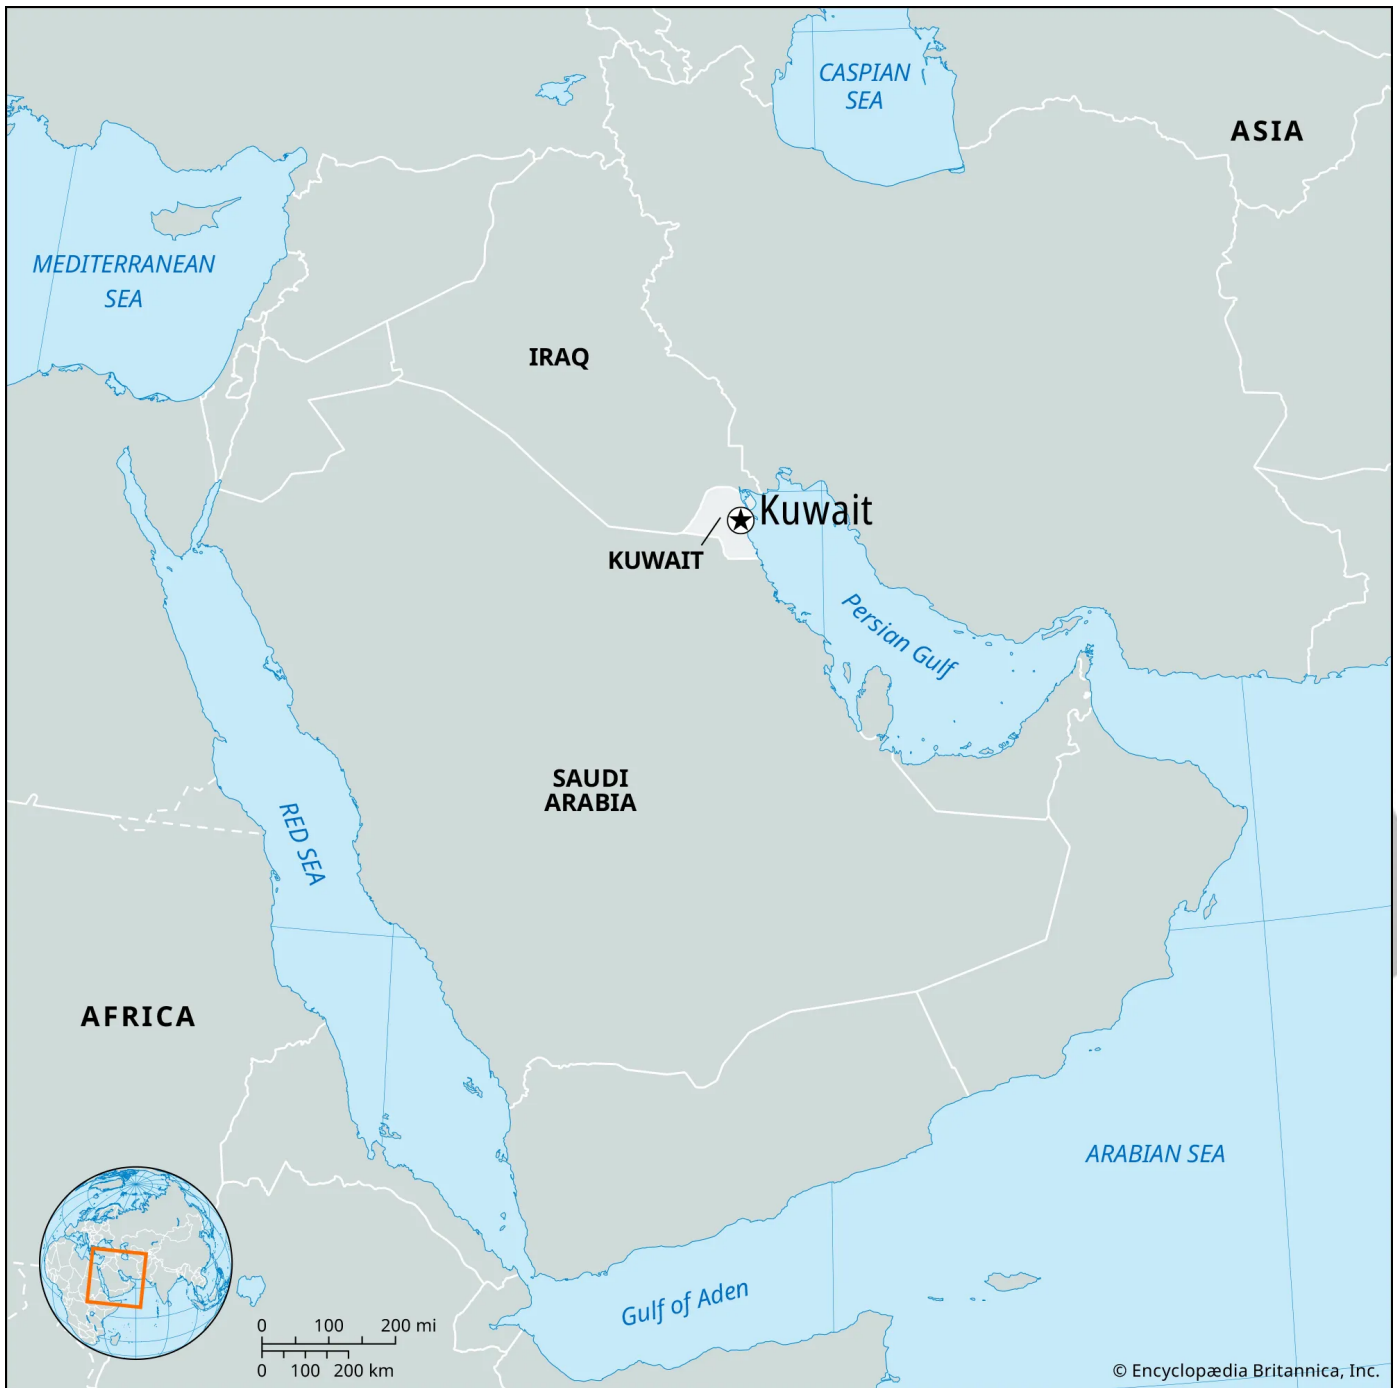 CASPIAN
SEA
ASIA
MEDITERRANEAN
SEA
IRAQ
Kuwait
KUWAIT
Persian Gulf
SAUDI
ARABIA
RED SEA
AFRICA
ARABIAN SEA
Gulf of Aden
0 100 200 mi
0 100 200 km
© Encyclopædia Britannica, Inc.